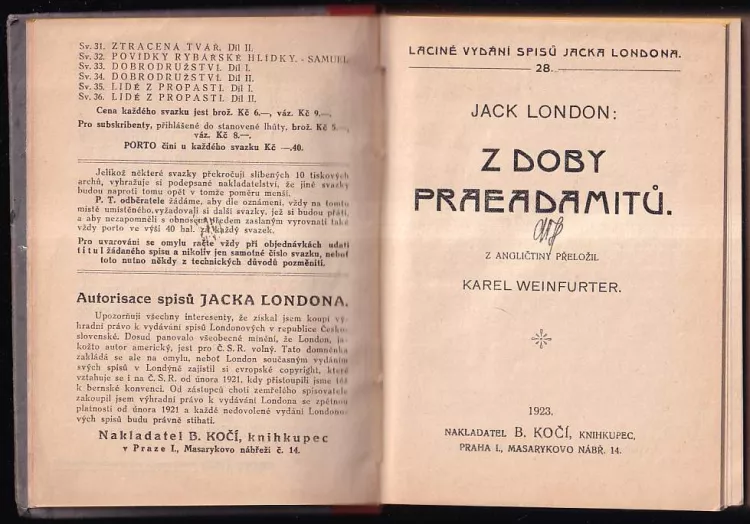 Sv. 31. ZTRACENÁ TVÁŘ. Díl II.
Sv. 32. POVÍDKY RYBÁŘSKÉ HLÍDKY. - SAMUEL
Sv. 33. DOBRODRUŽSTVÍ. Díl I.
Sv. 34. DOBRODRUŽSTVÍ. Díl II.
Sv. 35. LIDÉ Z PROPASTI. Díl I.
Sv. 36. LIDÉ Z PROPASTI. Díl II.
Cena každého svazku jest brož. Kč 6.—, váz. Kč 9.—.
Pro subskribenty, přihlášené do stanovené lhůty, brož. Kč 5.—
váz. Kč 8.—.
PORTO činí u každého svazku Kč —.40.
Jelikož některé svazky překročují slíbených 10 tiskových
archů, vyhražuje si podepsané nakladatelství, že jiné svazky
budou naproti tomu opět v tomže poměru menší.
P. T. odběratele žádáme, aby dle oznámení, vždy na tomto
místě umístěného, vyžadovali si další svazky, jež si budou přáti,
a aby nezapomněli s obnosem předem zaslaným vyrovnati také
vždy porto ve výši 40 hal. za každý svazek.
Pro uvarování se omylu račte vždy při objednávkách udati
titul žádaného spisu a nikoliv jen samotné číslo svazku, neboť
toto nutno někdy z technických důvodů pozměniti.
Autorisace spisů JACKA LONDONA.
Upozorňuji všechny interesenty, že získal jsem koupí vý-
hradní právo k vydávání spisů Londonových v republice Česko-
slovenské. Dosud panovalo všeobecné mínění, že London, ja-
kožto autor americký, jest pro Č. S. R. volný. Tato domněnka
zakládá se ale na omylu, neboť London současným vydáním
svých spisů v Londýně zajistil si evropské copyright, které
vztahuje se i na Č. S. R. od února 1921, kdy přistoupili jsme též
k bernské konvenci. Od zástupců choti zemřelého spisovatele
zakoupil jsem výhradní právo k vydávání Londona se zpětnou
platností od února 1921 a každé nedovolené vydání Londono-
vých spisů budu právně stíhati.
Nakladatel B. KOČÍ, knihkupec
v Praze I., Masarykovo nábřeží č. 14.
LACINÉ VYDÁNÍ SPISŮ JACKA LONDONA.
28.
JACK LONDON:
Z DOBY
PRAEADAMITŮ.
Z ANGLIČTINY PŘELOŽIL
KAREL WEINFURTER.
1923.
NAKLADATEL B. KOČÍ, KNIHKUPEC,
PRAHA I., MASARYKOVO NÁBŘ. 14.